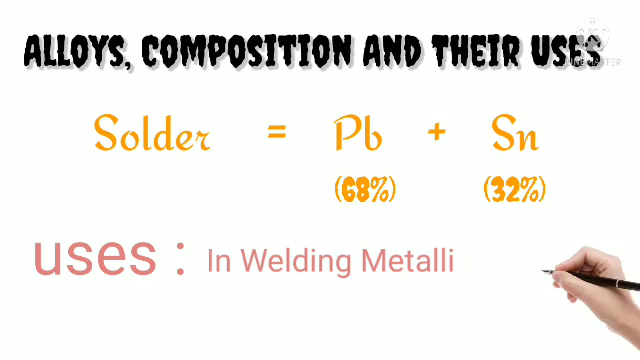 ALLOYS, COMPOSITION AND THEIR USES
Solder = Pb + Sn
(68%) (32%)
uses : In Welding Metalli